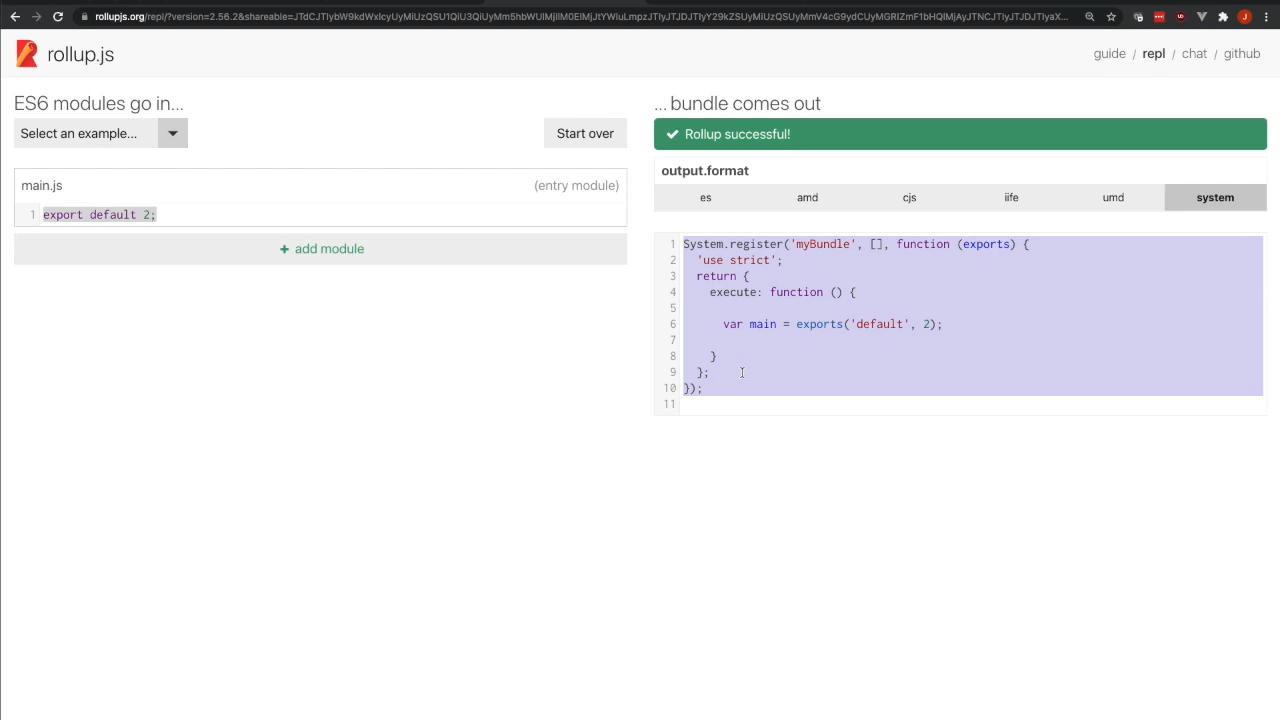 rollupjs.org/repl/?version=2.56.2&shareable=
rollup.js
guide / repl / chat / github
ES6 modules go in...
Select an example...
Start over
main.js
(entry module)
1 export default 2;
+ add module
... bundle comes out
Rollup successful!
output.format
es amd cjs iife umd system
1 System.register('myBundle', [], function (exports) {
2 'use strict';
3 return {
4 execute: function () {
5
6 var main = exports('default', 2);
7
8 }
9 };
10 });
11